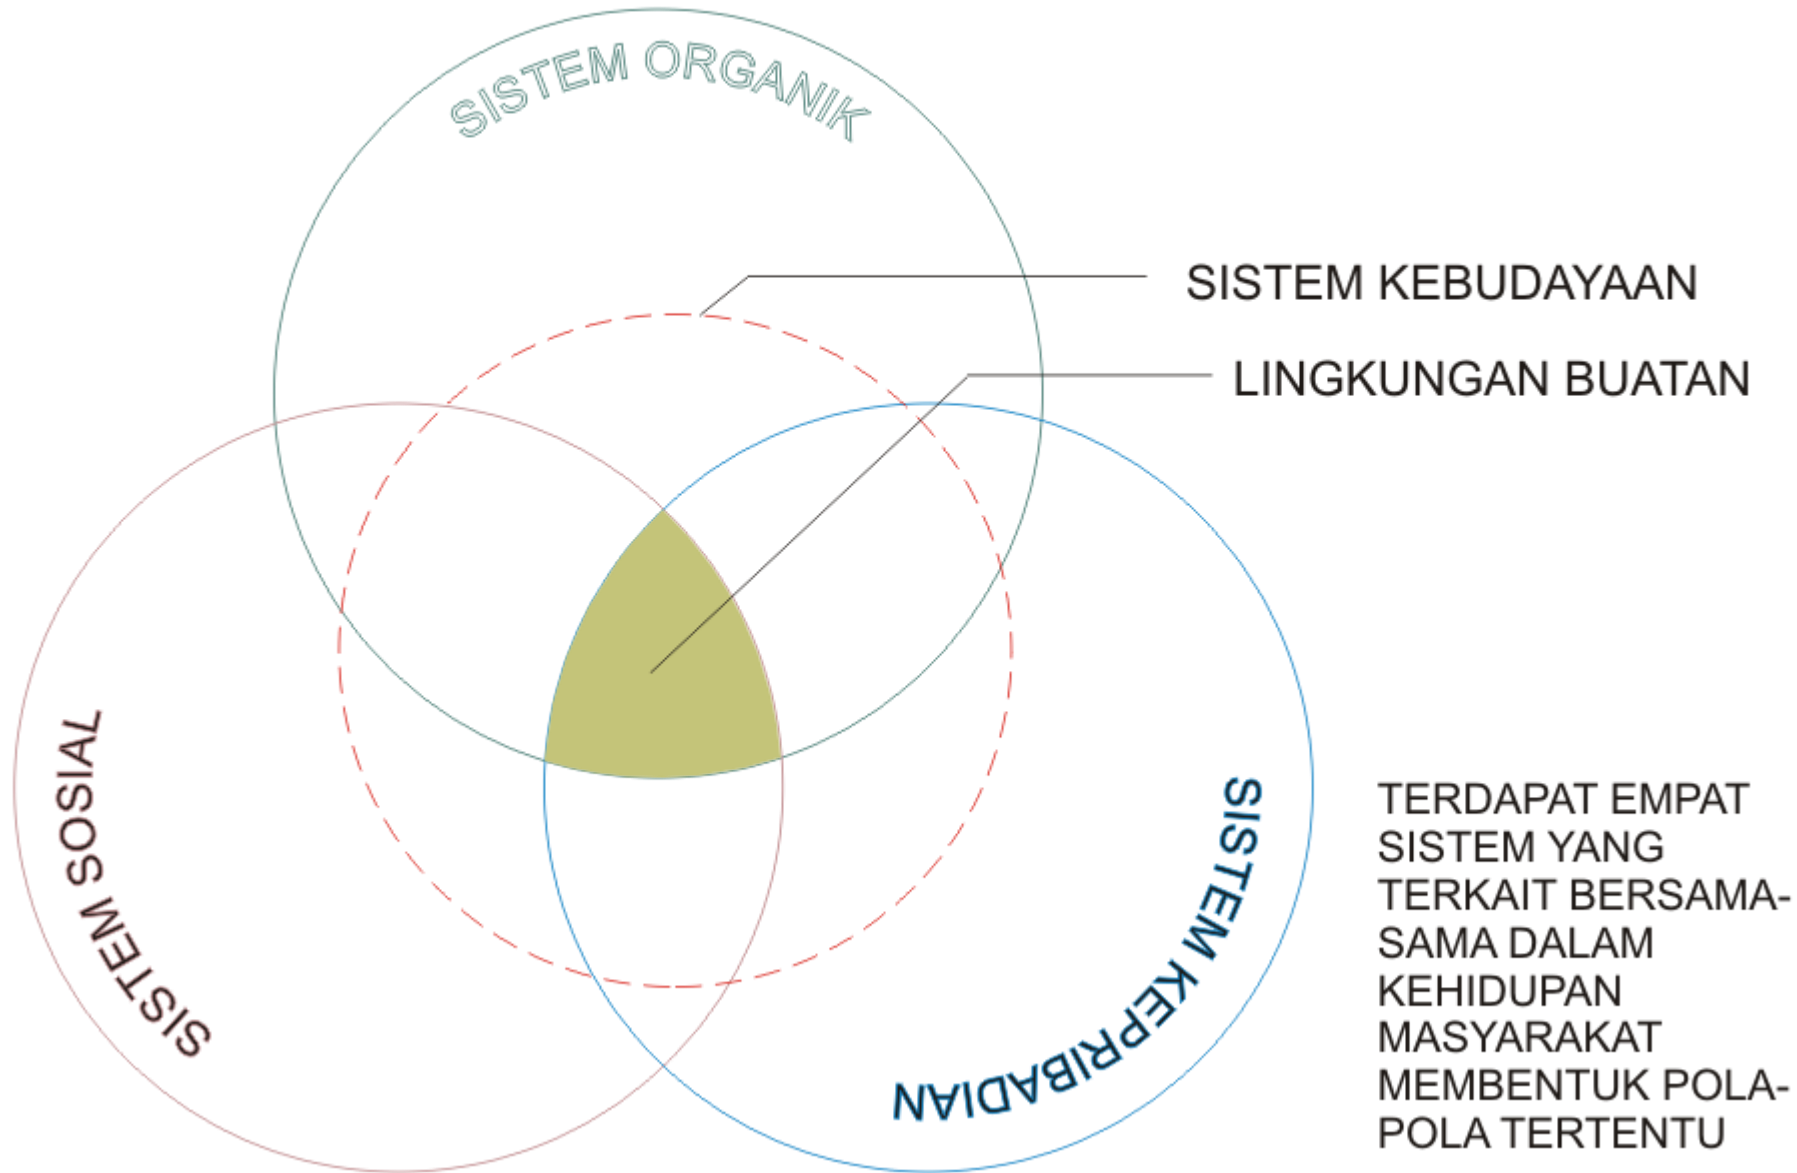 SISTEM ORGANIK
SISTEM KEBUDAYAAN
LINGKUNGAN BUATAN
SISTEM SOSIAL
SISTEM KEPRIBADIAN
TERDAPAT EMPAT
SISTEM YANG
TERKAIT BERSAMA-
SAMA DALAM
KEHIDUPAN
MASYARAKAT
MEMBENTUK POLA-
POLA TERTENTU